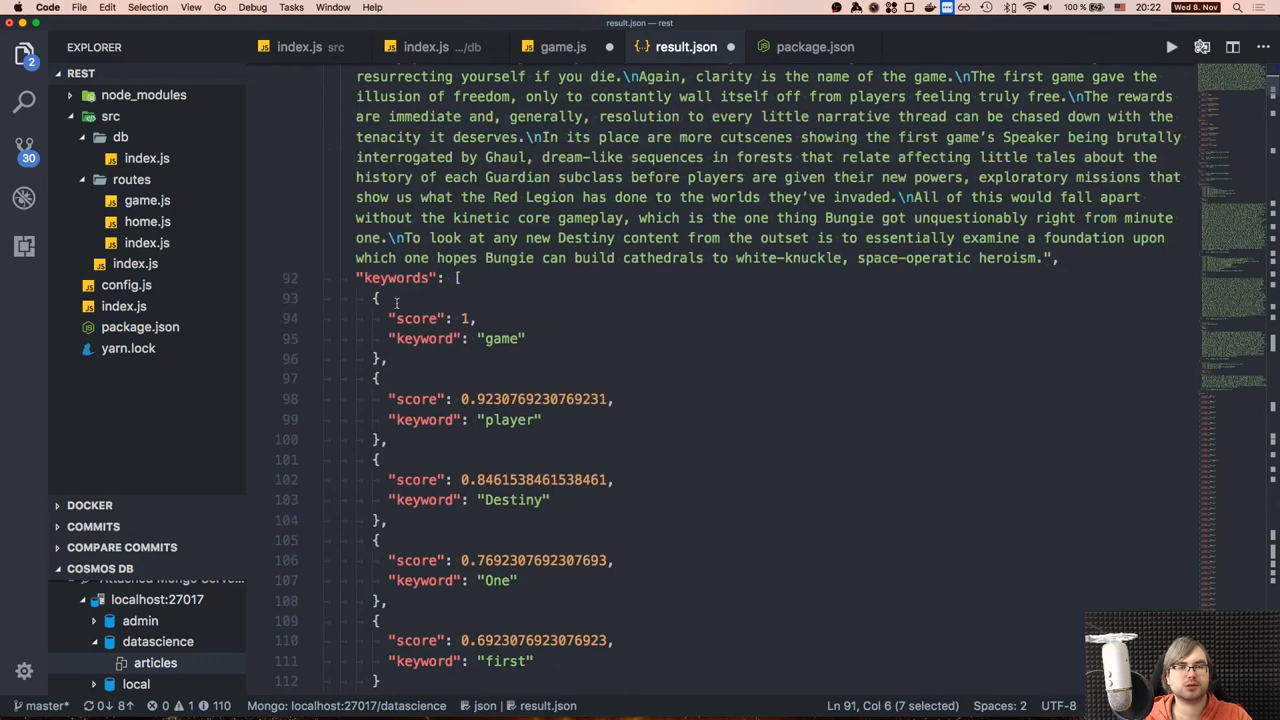 Code File Edit Selection View Go Debug Tasks Window Help
100 % 20:22 Wed 8. Nov
result.json — rest
EXPLORER
index.js src
index.js .../db
game.js
{·} result.json
package.json
2
REST
node_modules
src
db
index.js
routes
game.js
home.js
index.js
index.js
config.js
index.js
package.json
yarn.lock
30
DOCKER
COMMITS
COMPARE COMMITS
COSMOS DB
Attached Mongo Serve...
localhost:27017
admin
datascience
articles
local
resurrecting yourself if you die.\nAgain, clarity is the name of the game.\nThe first game gave the
illusion of freedom, only to constantly wall itself off from players feeling truly free.\nThe rewards
are immediate and, generally, resolution to every little narrative thread can be chased down with the
tenacity it deserves.\nIn its place are more cutscenes showing the first game's Speaker being brutally
interrogated by dream-like sequences in forests that relate affecting little tales about the
history of each Guardian subclass before players are given their new powers, exploratory missions that
show us what the Red Legion has done to the worlds they've invaded.\nAll of this would fall apart
without the kinetic core gameplay, which is the one thing Bungie got unquestionably right from minute
one.\nTo look at any new Destiny content from the outset is to essentially examine a foundation upon
which one hopes Bungie can build cathedrals to white-knuckle, space-operatic heroism.",
92 "keywords": [
93 {
94 "score": 1,
95 "keyword": "game"
96 },
97 {
98 "score": 0.9230769230769231,
99 "keyword": "player"
100 },
101 {
102 "score": 0.8461538461538461,
103 "keyword": "Destiny"
104 },
105 {
106 "score": 0.7692307692307693,
107 "keyword": "One"
108 },
109 {
110 "score": 0.6923076923076923,
111 "keyword": "first"
112 }
master* 0↓ 9↑ 0 1 110 Mongo: localhost:27017/datascience json result.json Ln 91, Col 6 (7 selected) Spaces: 2 UTF-8